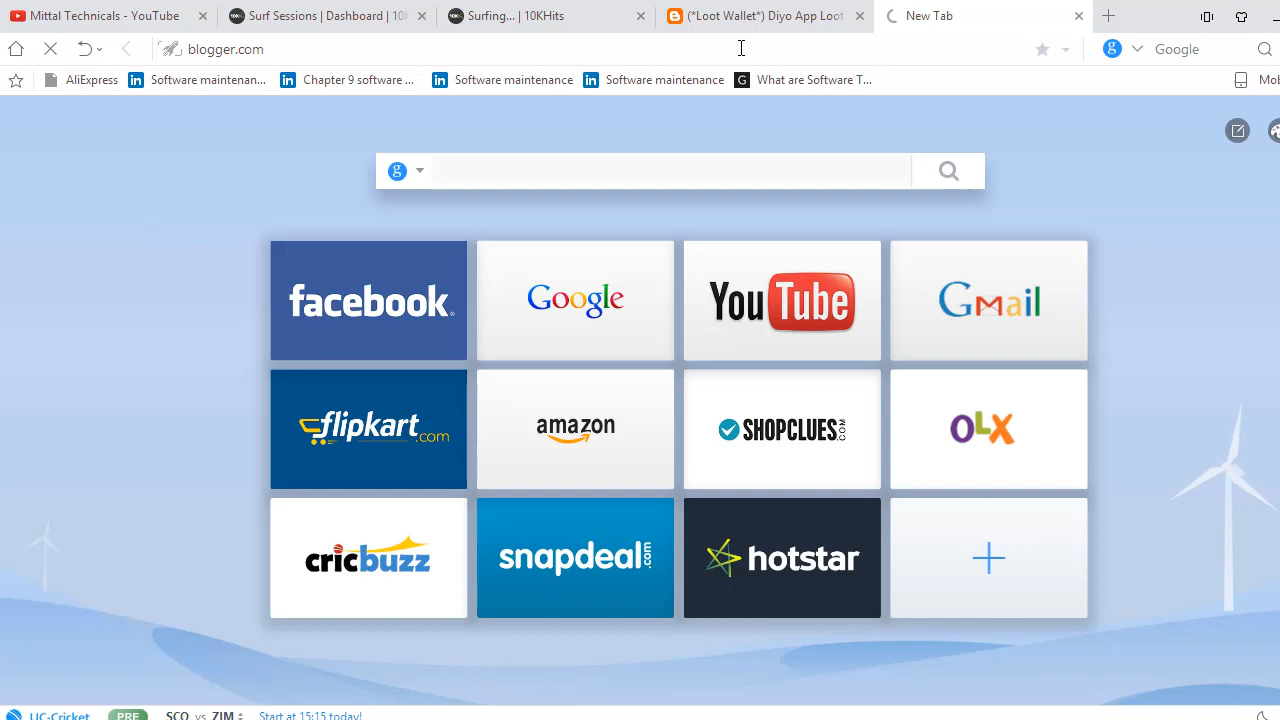 Mittal Technicals - YouTube
Surf Sessions | Dashboard | 10
Surfing... | 10KHits
(*Loot Wallet*) Diyo App Loot
New Tab
blogger.com
Google
AliExpress
Software maintenan...
Chapter 9 software ...
Software maintenance
Software maintenance
What are Software T...
Mob
facebook.
Google
YouTube
Gmail
flipkart.com
amazon
SHOPCLUES.COM
OLX
cricbuzz
snapdeal.com
hotstar
UC-Cricket
PRE
SCO vs ZIM
Start at 15:15 today!